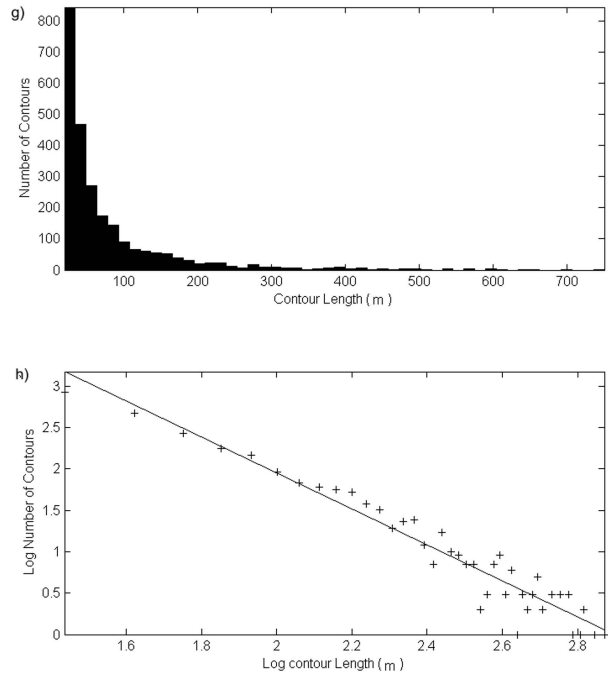 g)
800
700
600
500
400
300
200
100
0
Number of Contours
100 200 300 400 500 600 700
Contour Length ( m )
h)
3
2.5
2
1.5
1
0.5
0
Log Number of Contours
1.6 1.8 2 2.2 2.4 2.6 2.8
Log contour Length ( m )